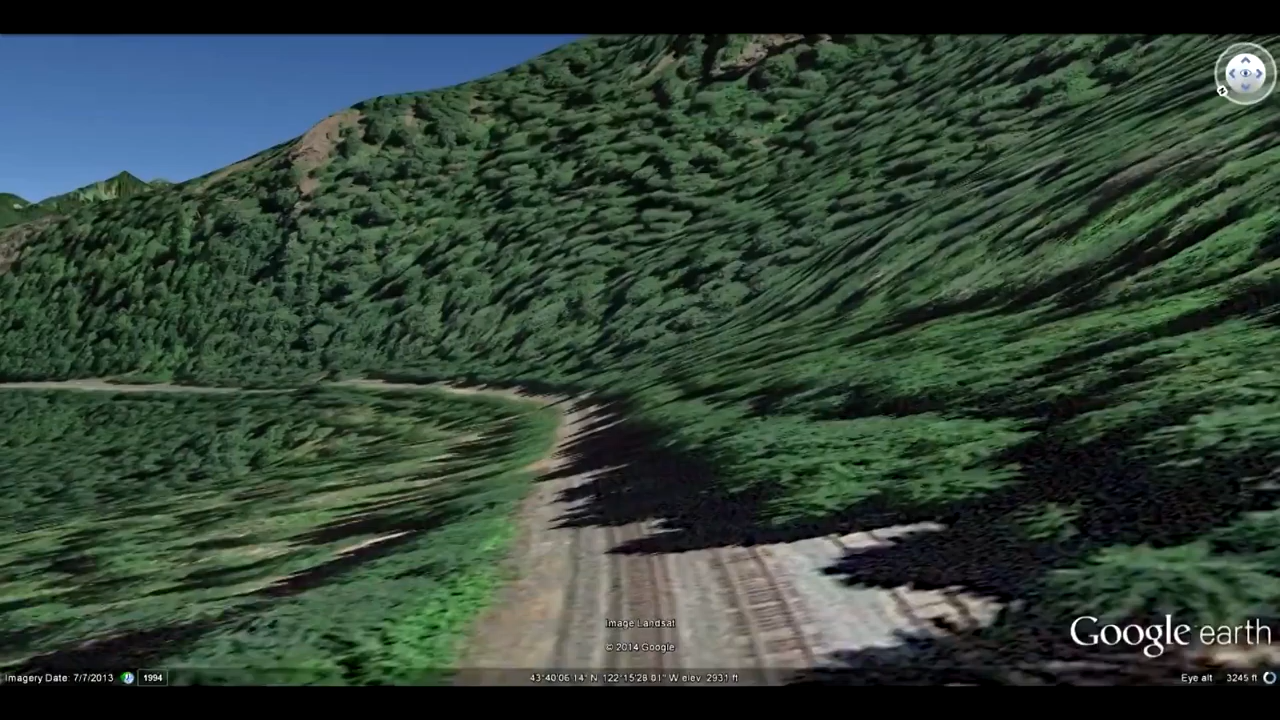 Image Landsat
© 2014 Google
Google earth
Imagery Date: 7/7/2013 1994 43°40'06.14" N 122°15'28.01" W elev 2931 ft Eye alt 3245 ft